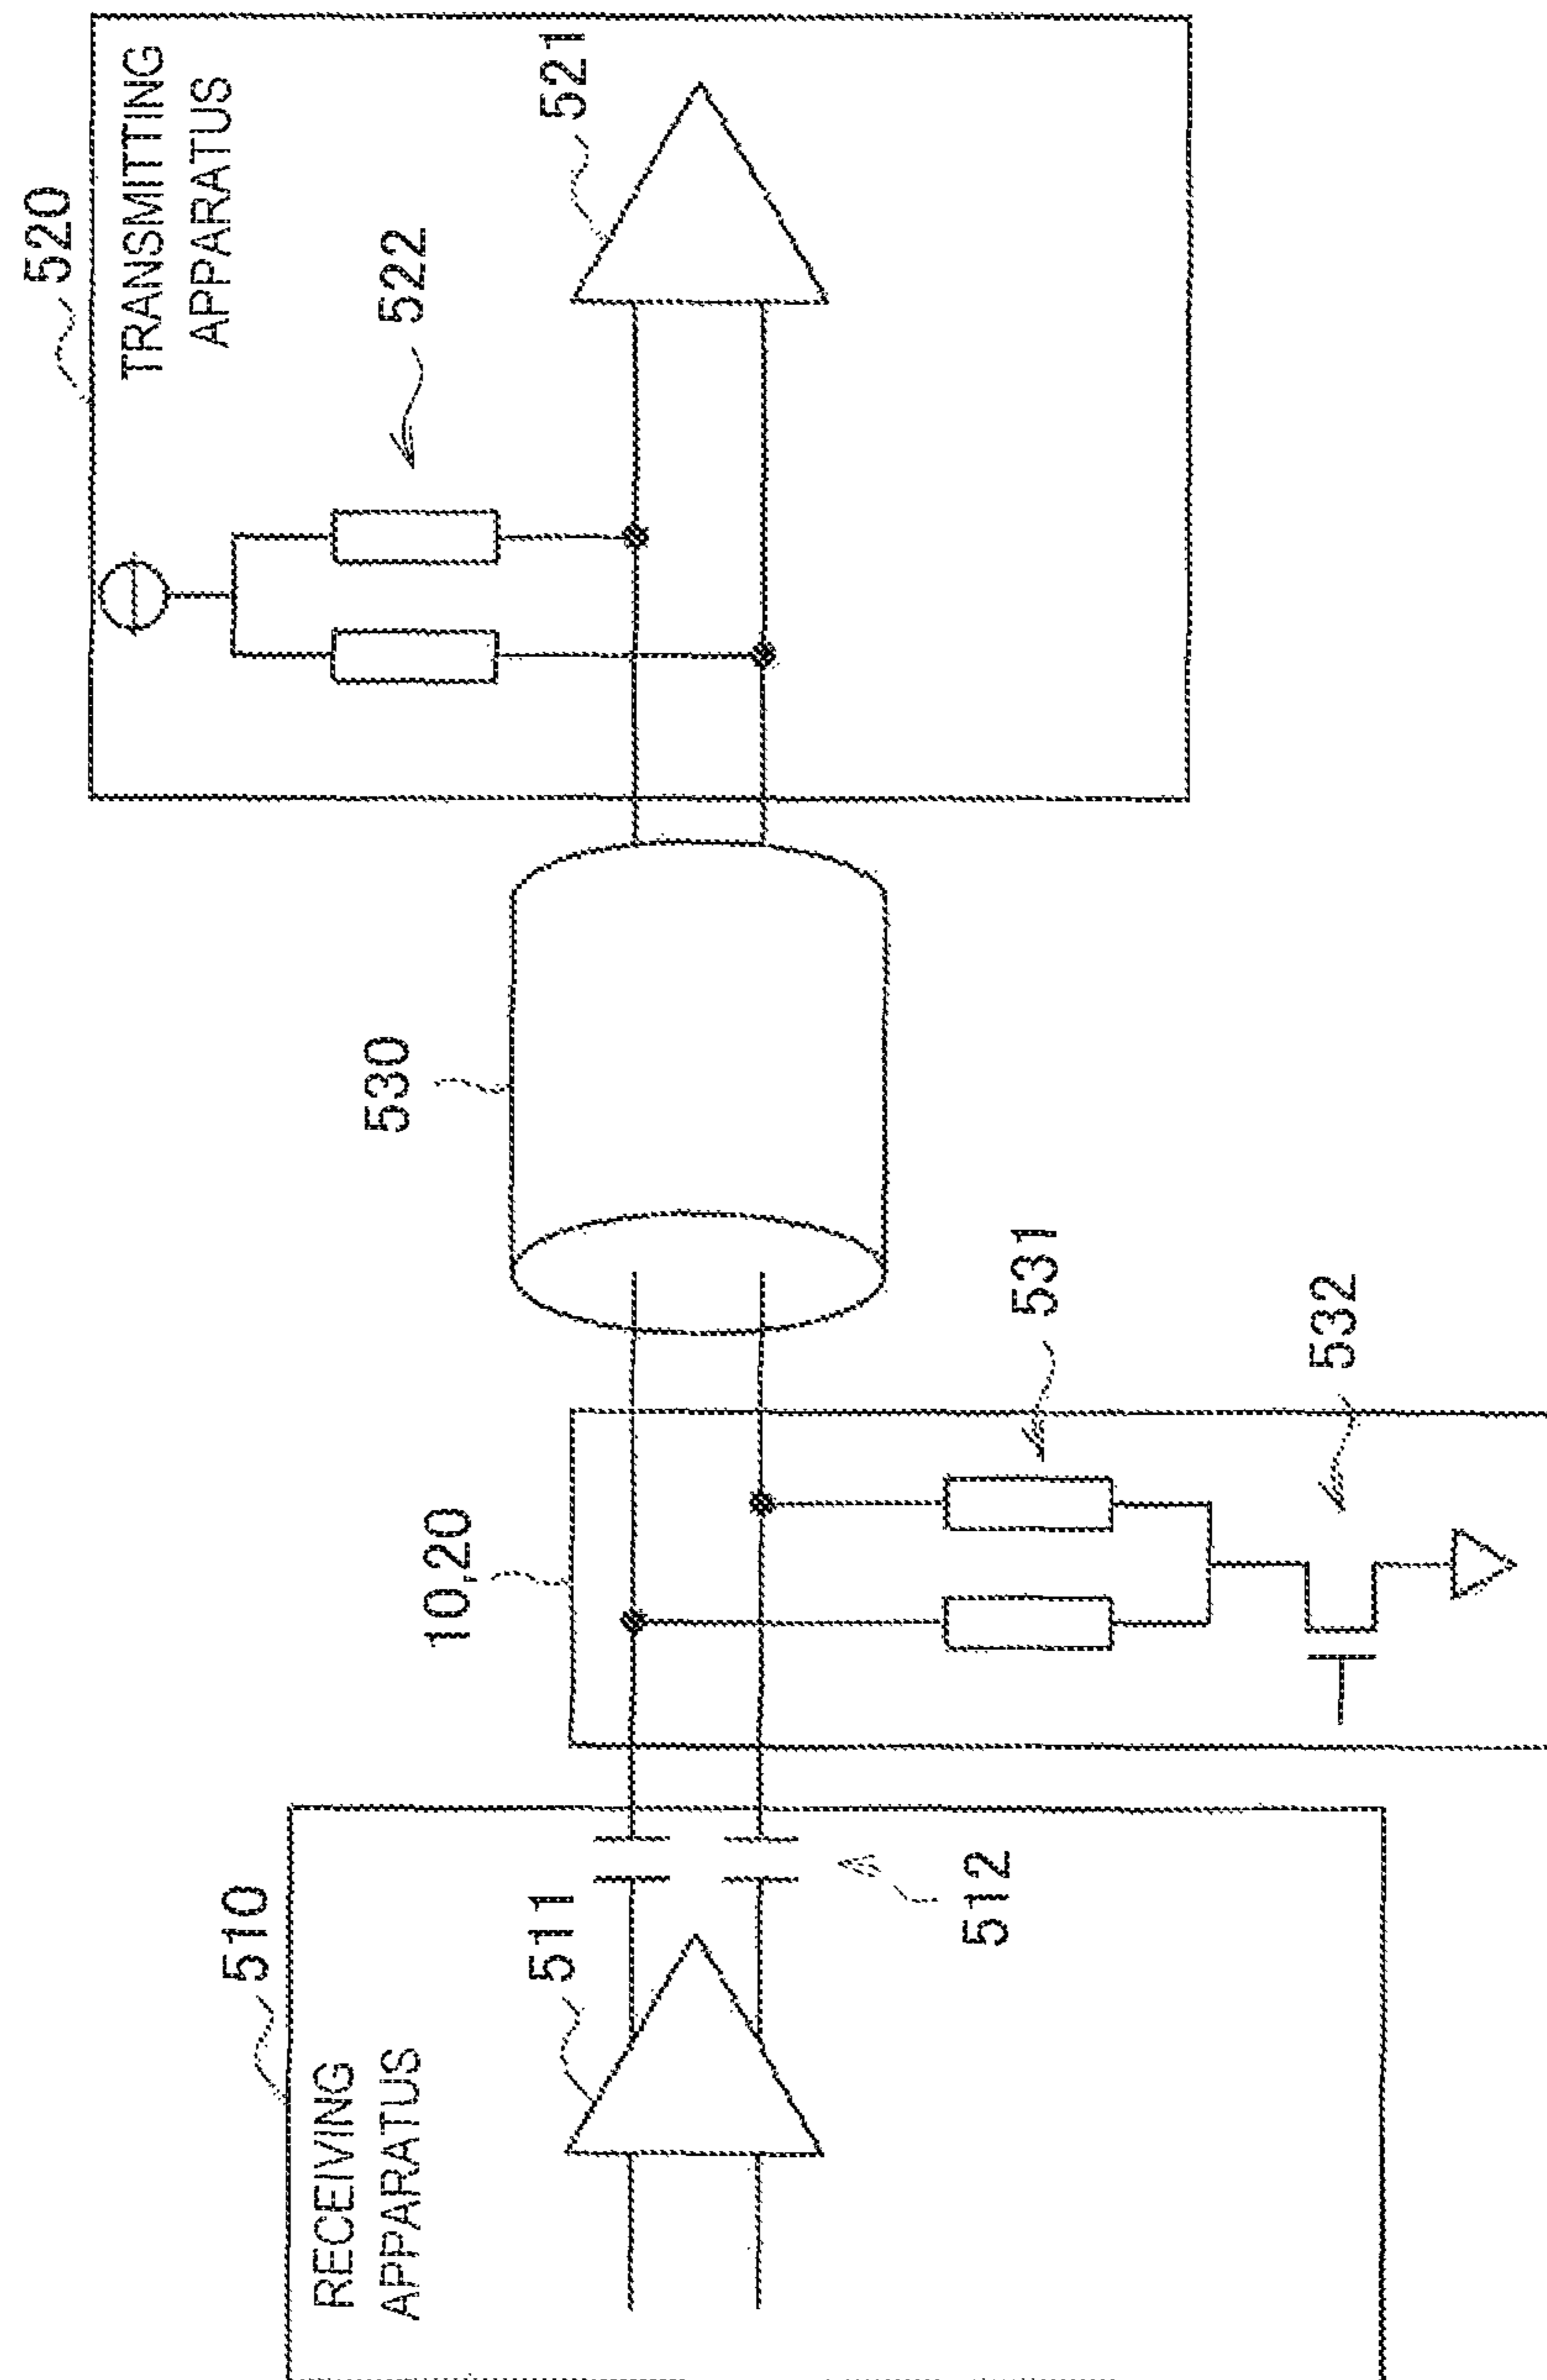 510
RECEIVING
APPARATUS
511
512
10,20
531
532
530
520
TRANSMITTING
APPARATUS
522
521